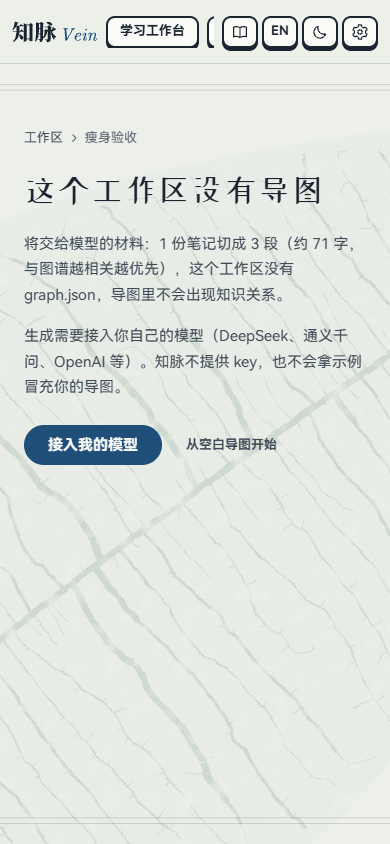 知脉 Vein 学习工作台 EN
工作区 > 瘦身验收
这个工作区没有导图
将交给模型的材料：1 份笔记切成 3 段（约 71 字，
与图谱越相关越优先），这个工作区没有
graph.json，导图里不会出现知识关系。
生成需要接入你自己的模型（DeepSeek、通义千
问、OpenAI 等）。知脉不提供 key，也不会拿示例
冒充你的导图。
接入我的模型 从空白导图开始